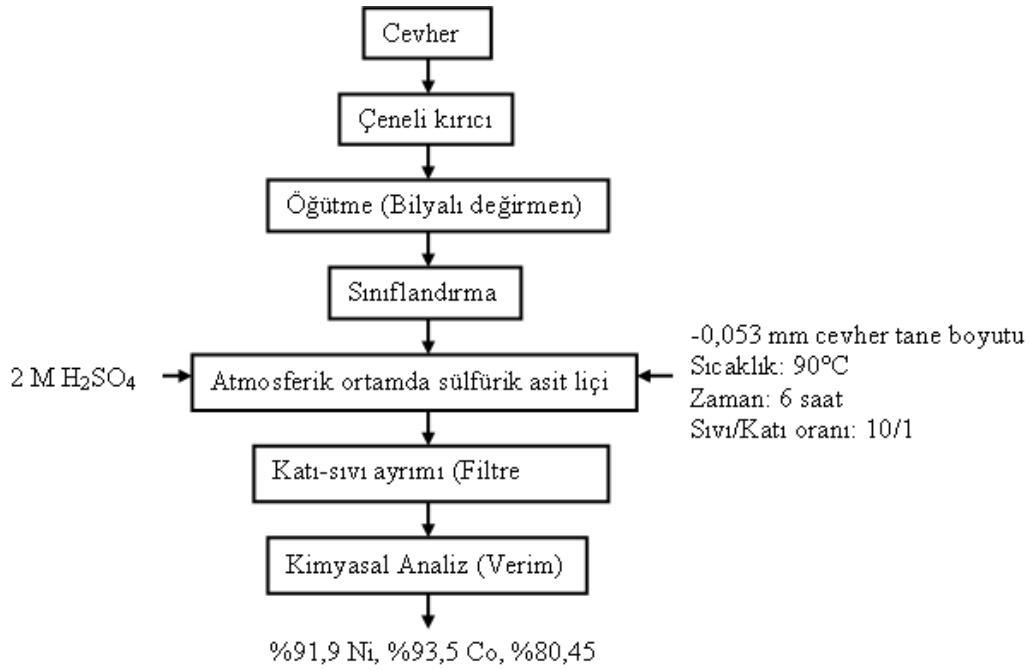 Cevher
Çeneli kırıcı
Öğütme (Bilyalı değirmen)
Sınıflandırma
2 M H₂SO₄
Atmosferik ortamda sülfürik asit liçi
-0,053 mm cevher tane boyutu
Sıcaklık: 90°C
Zaman: 6 saat
Sıvı/Katı oranı: 10/1
Katı-sıvı ayrımı (Filtre
Kimyasal Analiz (Verim)
%91,9 Ni, %93,5 Co, %80,45